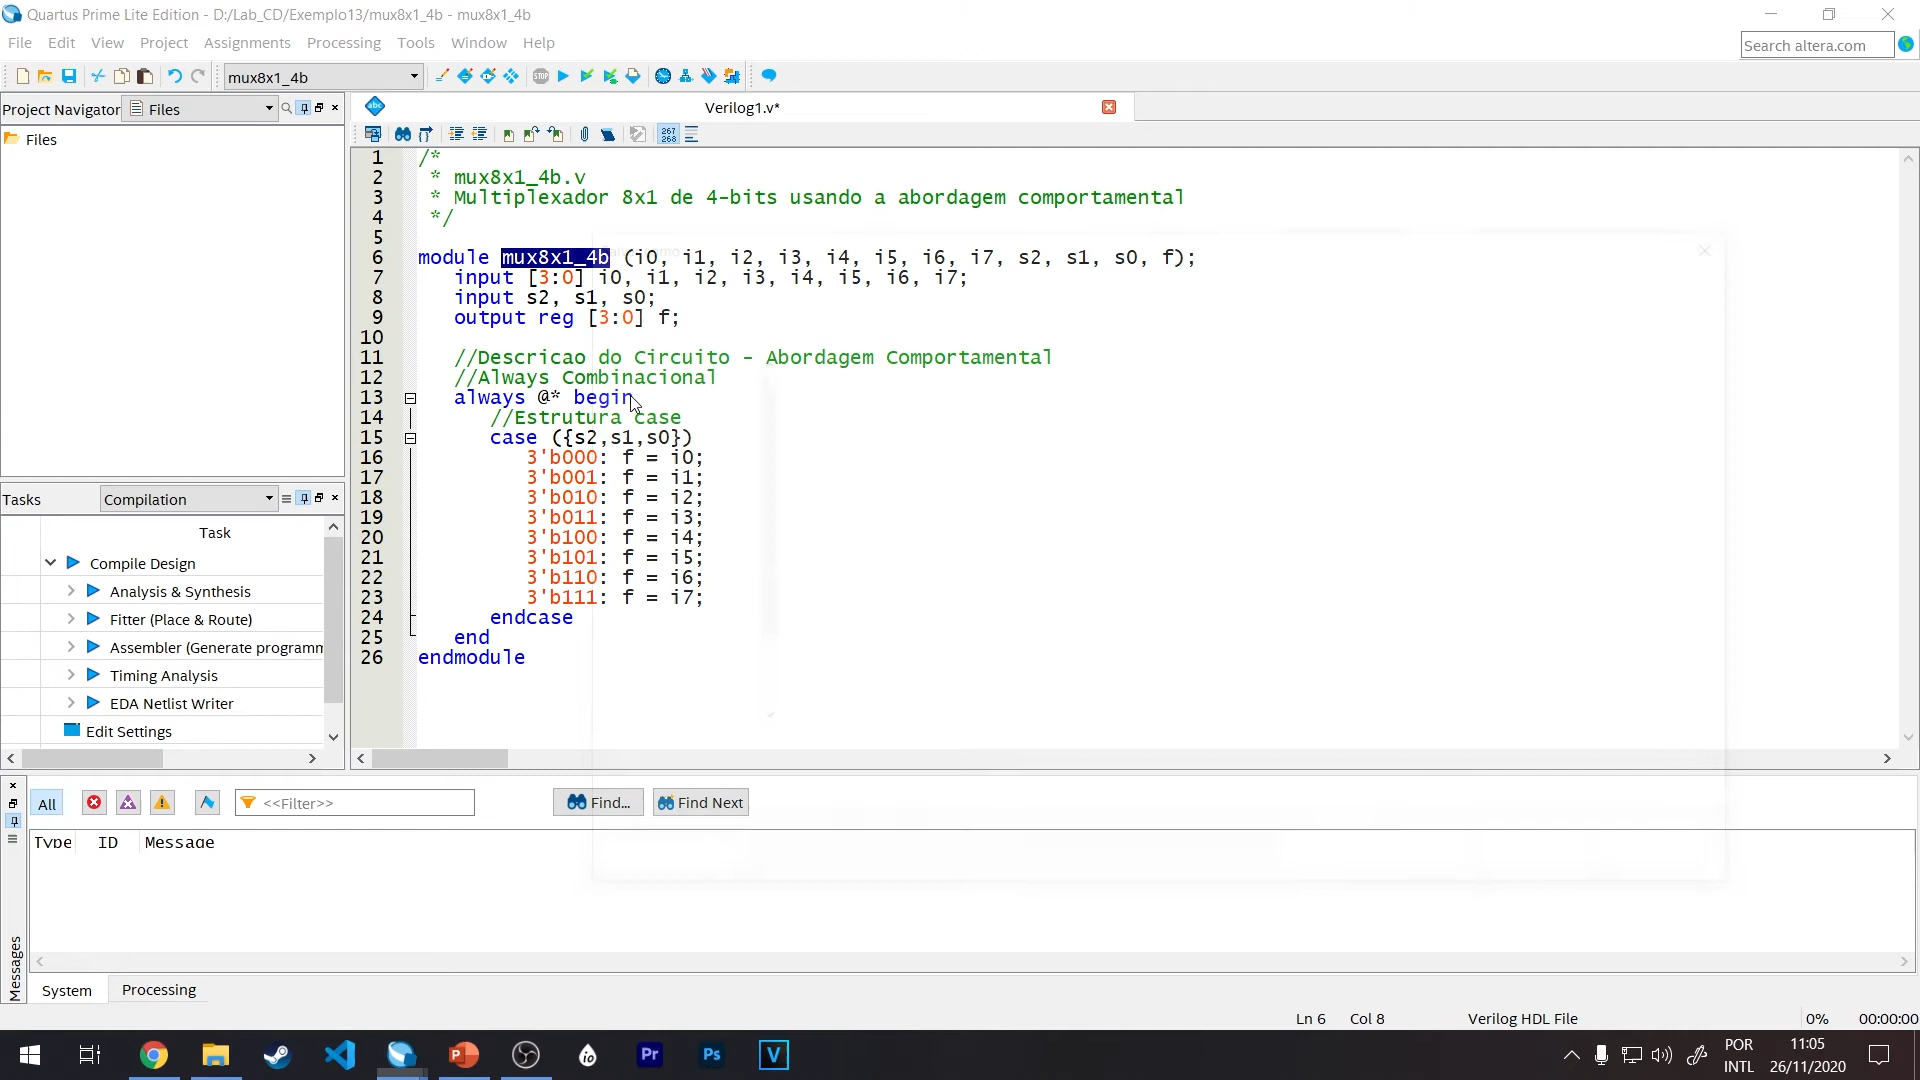 Quartus Prime Lite Edition - D:/Lab_CD/Exemplo13/mux8x1_4b - mux8x1_4b
File Edit View Project Assignments Processing Tools Window Help
Search altera.com
mux8x1_4b
Project Navigator Files
Verilog1.v*
Files
1 /*
2 * mux8x1_4b.v
3 * Multiplexador 8x1 de 4-bits usando a abordagem comportamental
4 */
5
6 module mux8x1_4b (i0, i1, i2, i3, i4, i5, i6, i7, s2, s1, s0, f);
7 input [3:0] i0, i1, i2, i3, i4, i5, i6, i7;
8 input s2, s1, s0;
9 output reg [3:0] f;
10
11 //Descricao do Circuito - Abordagem Comportamental
12 //Always Combinacional
13 always @* begin
14 //Estrutura case
15 case ({s2,s1,s0})
16 3'b000: f = i0;
17 3'b001: f = i1;
18 3'b010: f = i2;
19 3'b011: f = i3;
20 3'b100: f = i4;
21 3'b101: f = i5;
22 3'b110: f = i6;
23 3'b111: f = i7;
24 endcase
25 end
26 endmodule
Tasks Compilation
Task
Compile Design
Analysis & Synthesis
Fitter (Place & Route)
Assembler (Generate programm
Timing Analysis
EDA Netlist Writer
Edit Settings
All <<Filter>> Find... Find Next
Type ID Message
Messages
System Processing
Ln 6 Col 8 Verilog HDL File 0% 00:00:00
POR 11:05
INTL 26/11/2020